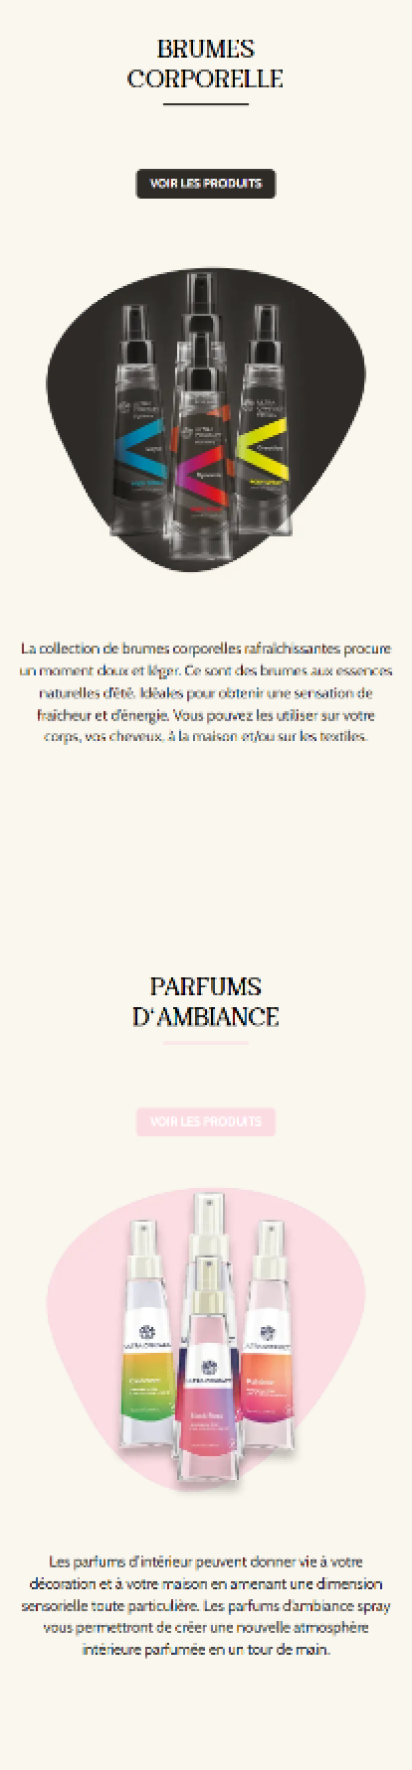 BRUMES
CORPORELLE
VOIR LES PRODUITS
La collection de brumes corporelles rafraîchissantes procure
un moment doux et léger. Ce sont des brumes aux essences
naturelles d'été. Idéales pour obtenir une sensation de
fraîcheur et d'énergie. Vous pouvez les utiliser sur votre
corps, vos cheveux, à la maison et/ou sur les textiles.
PARFUMS
D'AMBIANCE
VOIR LES PRODUITS
Les parfums d'intérieur peuvent donner vie à votre
décoration et à votre maison en amenant une dimension
sensorielle toute particulière. Les parfums d'ambiance spray
vous permettront de créer une nouvelle atmosphère
intérieure parfumée en un tour de main.